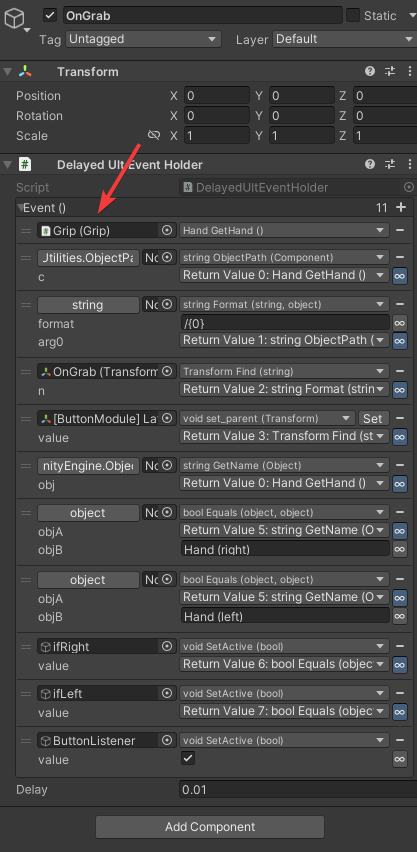 OnGrab Static
Tag Untagged Layer Default
Transform
Position X 0 Y 0 Z 0
Rotation X 0 Y 0 Z 0
Scale X 1 Y 1 Z 1
Delayed Ult Event Holder
Script DelayedUltEventHolder
Event () 11
Grip (Grip) Hand GetHand ()
Utilities.ObjectPa No string ObjectPath (Component)
c Return Value 0: Hand GetHand ()
string No string Format (string, object)
format /{0}
arg0 Return Value 1: string ObjectPath (
OnGrab (Transform Transform Find (string)
n Return Value 2: string Format (strin
[ButtonModule] La void set_parent (Transform) Set
value Return Value 3: Transform Find (st
nityEngine.Objec No string GetName (Object)
obj Return Value 0: Hand GetHand ()
object No bool Equals (object, object)
objA Return Value 5: string GetName (O
objB Hand (right)
object No bool Equals (object, object)
objA Return Value 5: string GetName (O
objB Hand (left)
ifRight void SetActive (bool)
value Return Value 6: bool Equals (objec
ifLeft void SetActive (bool)
value Return Value 7: bool Equals (objec
ButtonListener void SetActive (bool)
value
Delay 0.01
Add Component